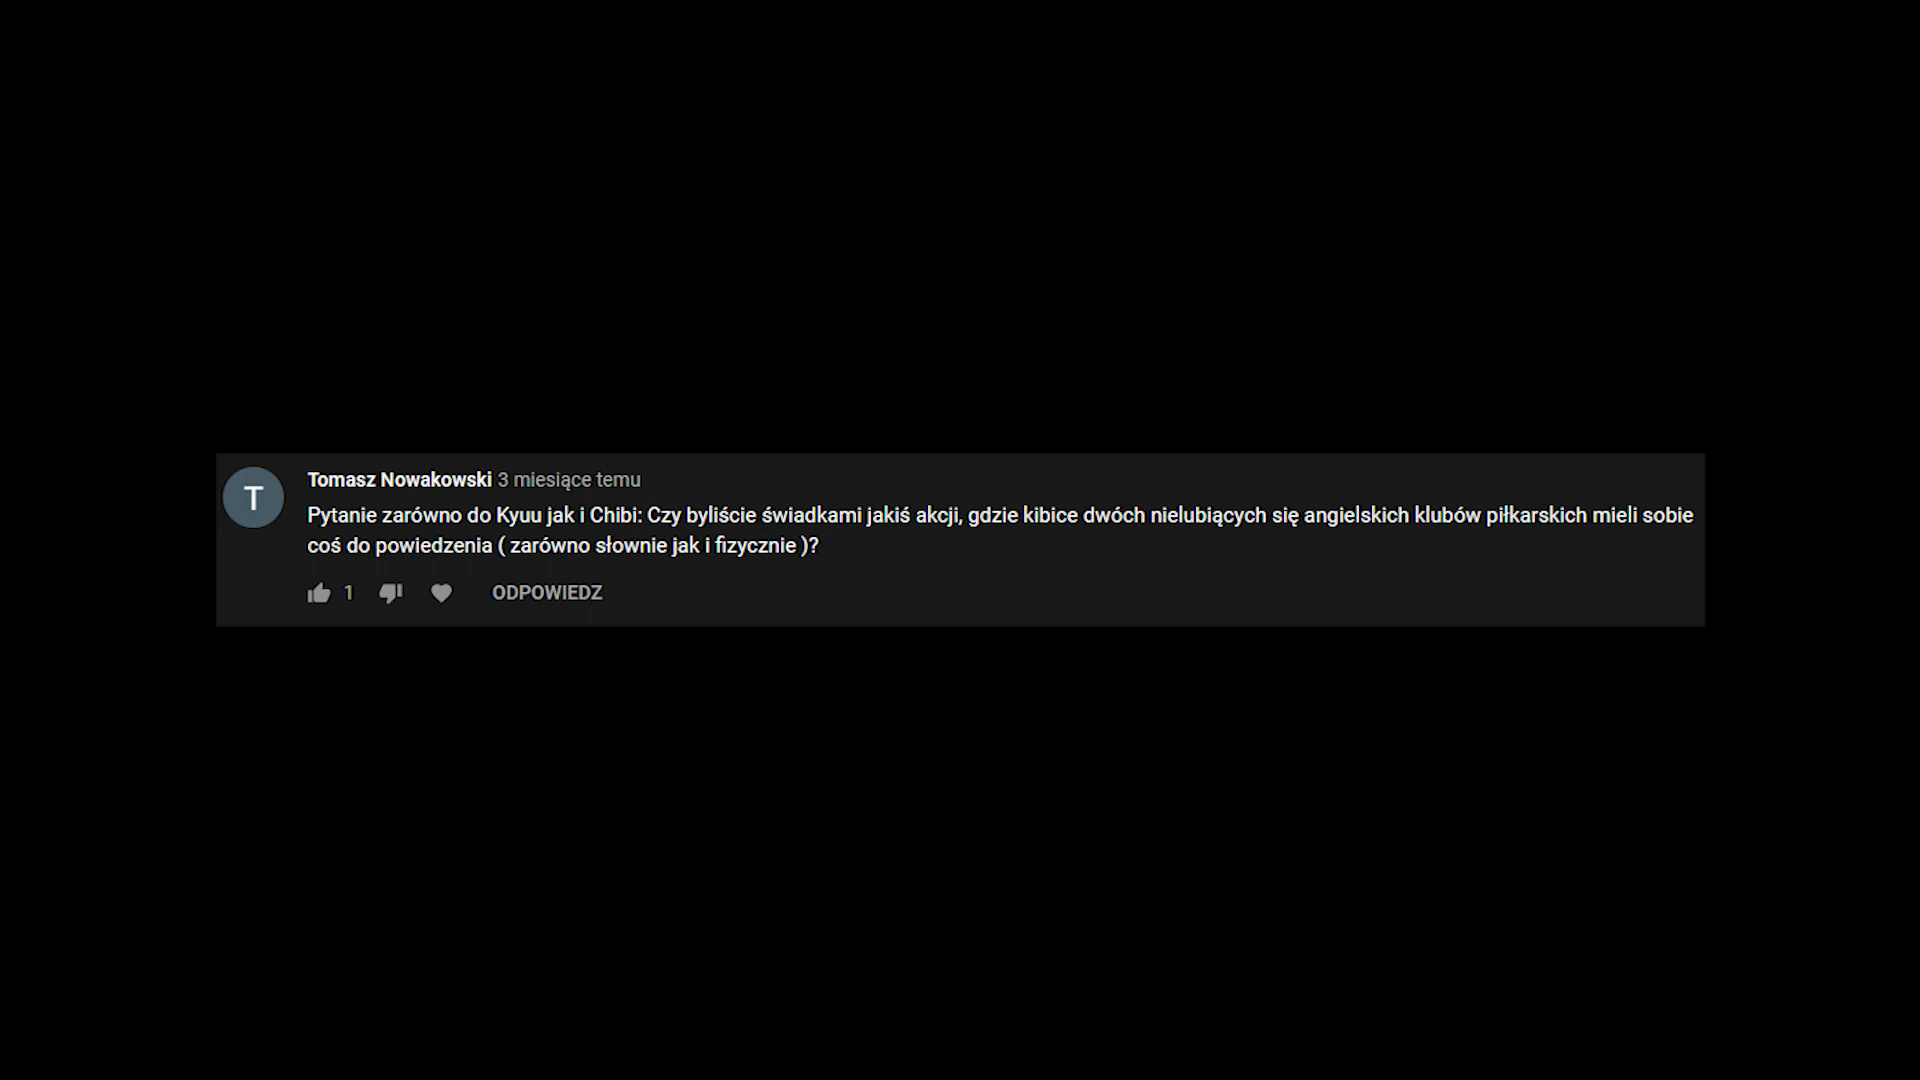 T
Tomasz Nowakowski 3 miesiące temu
Pytanie zarówno do Kyuu jak i Chibi: Czy byliście świadkami jakiś akcji, gdzie kibice dwóch nielubiących się angielskich klubów piłkarskich mieli sobie
coś do powiedzenia ( zarówno słownie jak i fizycznie )?
1 ODPOWIEDZ